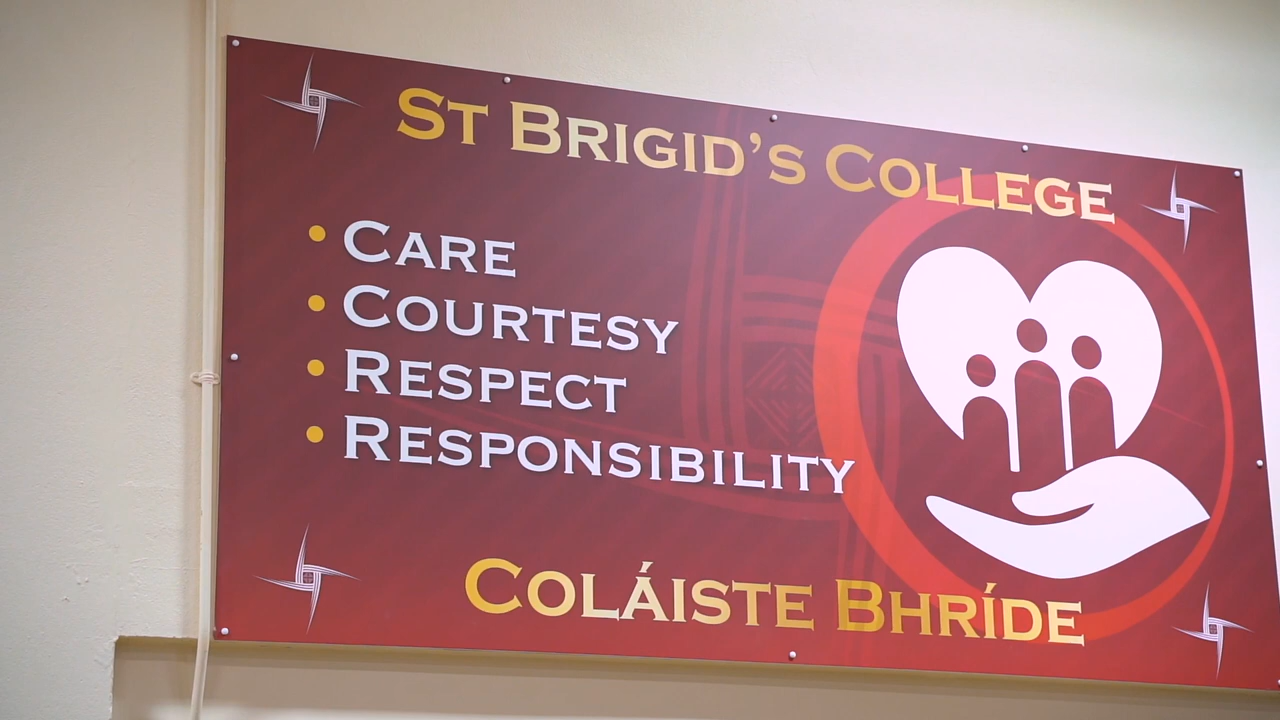 St Brigid's College
• Care
• Courtesy
• Respect
• Responsibility
Coláiste Bhríde